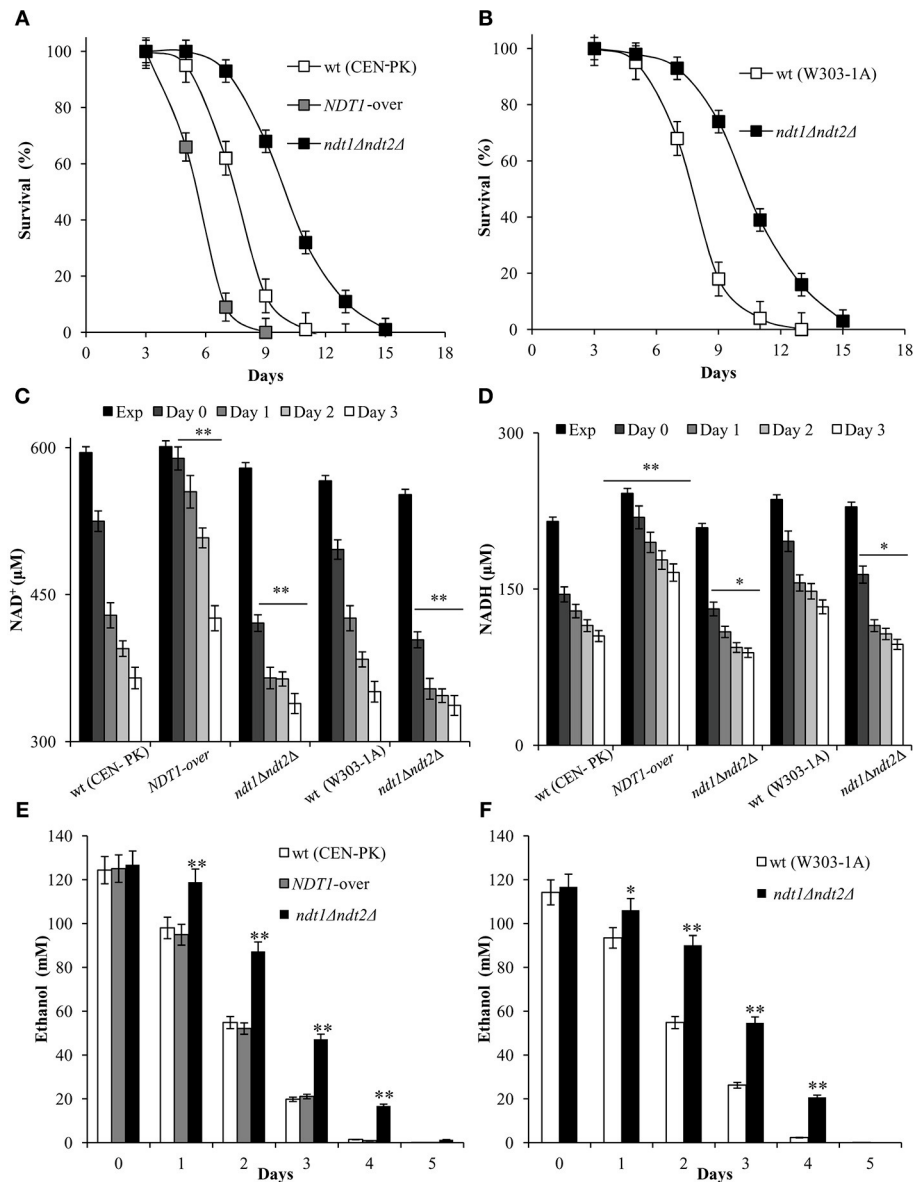 A
100
80
60
40
20
0
Survival (%)
0 3 6 9 12 15 18
Days
wt (CEN-PK)
NDT1-over
ndt1Δndt2Δ
B
100
80
60
40
20
0
Survival (%)
0 3 6 9 12 15 18
Days
wt (W303-1A)
ndt1Δndt2Δ
C
Exp Day 0 Day 1 Day 2 Day 3
600
450
300
NAD⁺ (μM)
** ** **
wt (CEN- PK) NDT1-over ndt1Δndt2Δ wt (W303-1A) ndt1Δndt2Δ
D
Exp Day 0 Day 1 Day 2 Day 3
300
150
0
NADH (μM)
** * *
wt (CEN-PK) NDT1-over ndt1Δndt2Δ wt (W303-1A) ndt1Δndt2Δ
E
140
120
100
80
60
40
20
0
Ethanol (mM)
wt (CEN-PK)
NDT1-over
ndt1Δndt2Δ
** ** ** **
0 1 2 3 4 5
Days
F
140
120
100
80
60
40
20
0
Ethanol (mM)
wt (W303-1A)
ndt1Δndt2Δ
* ** ** **
0 1 2 3 4 5
Days